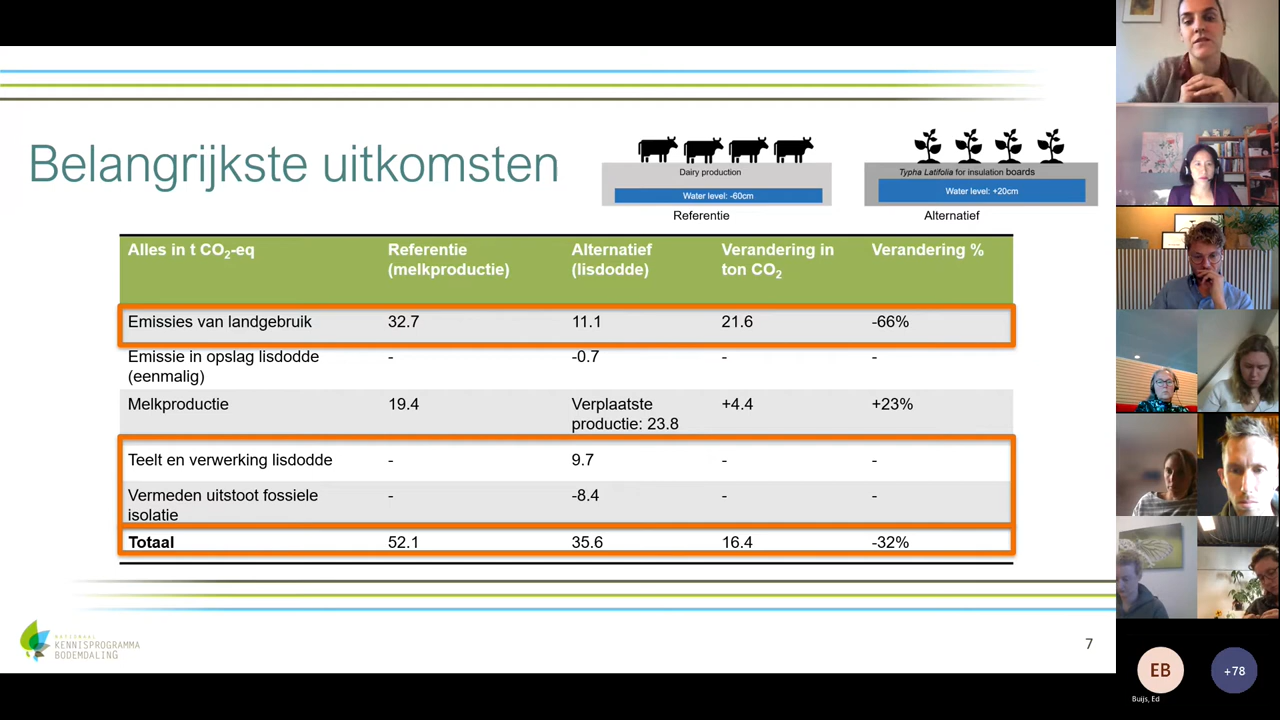 Belangrijkste uitkomsten
Dairy production
Water level: -60cm
Referentie
Typha Latifolia for insulation boards
Water level: +20cm
Alternatief
Alles in t CO₂-eq Referentie (melkproductie) Alternatief (lisdodde) Verandering in ton CO₂ Verandering %
Emissies van landgebruik 32.7 11.1 21.6 -66%
Emissie in opslag lisdodde (eenmalig) - -0.7 - -
Melkproductie 19.4 Verplaatste productie: 23.8 +4.4 +23%
Teelt en verwerking lisdodde - 9.7 - -
Vermeden uitstoot fossiele isolatie - -8.4 - -
Totaal 52.1 35.6 16.4 -32%
NATIONAAL
KENNISPROGRAMMA
BODEMDALING
7
EB
+78
Buijs, Ed